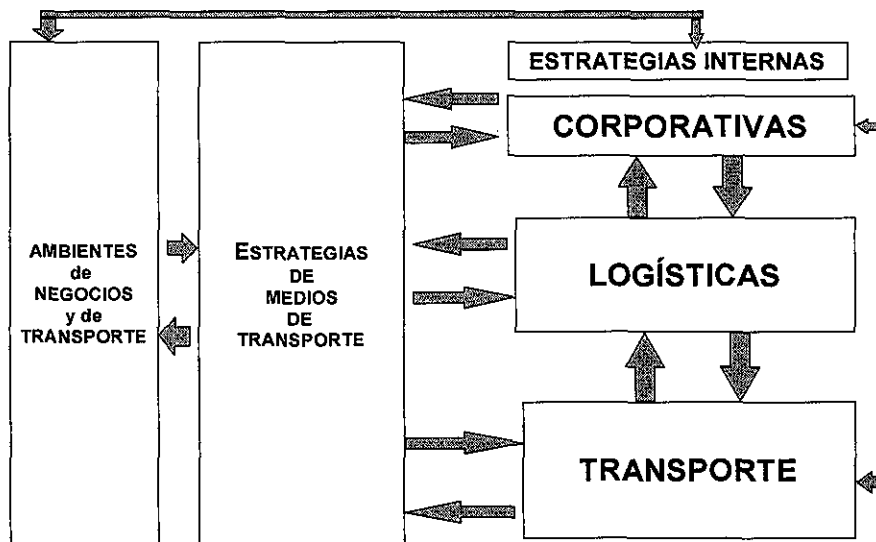 ESTRATEGIAS INTERNAS
CORPORATIVAS
AMBIENTES
de
NEGOCIOS
y de
TRANSPORTE
ESTRATEGIAS
DE
MEDIOS
DE
TRANSPORTE
LOGÍSTICAS
TRANSPORTE